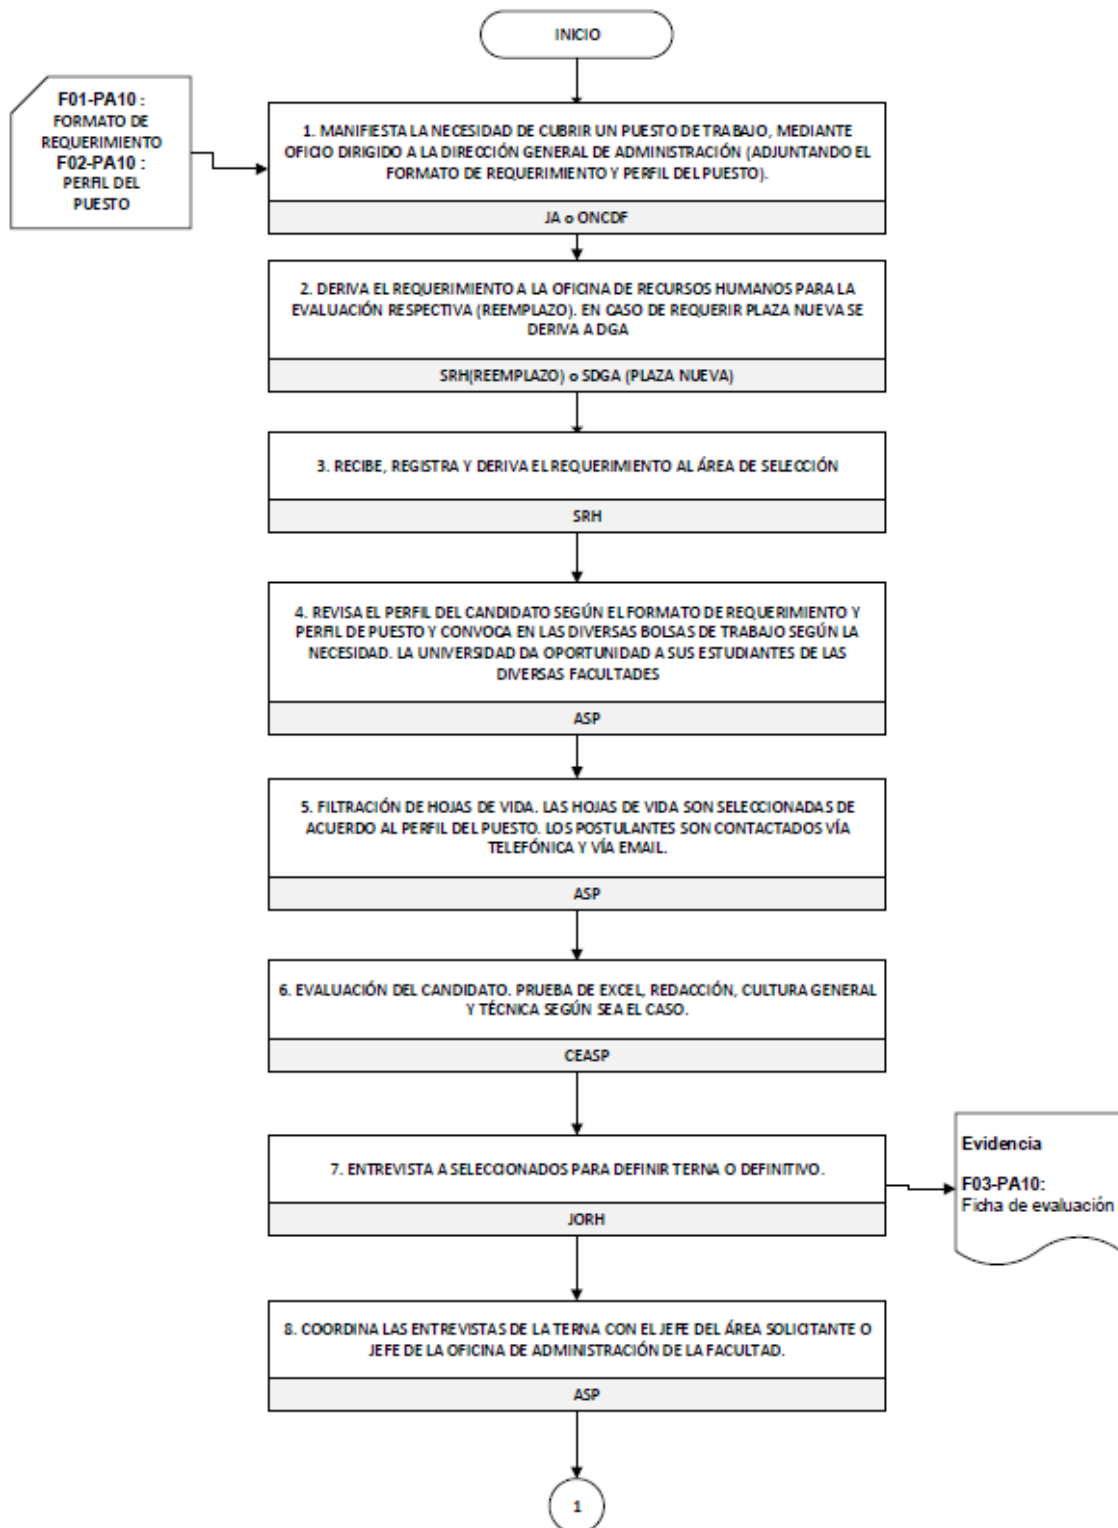 INICIO
F01-PA10 :
FORMATO DE
REQUERIMIENTO
F02-PA10 :
PERFIL DEL
PUESTO
1. MANIFIESTA LA NECESIDAD DE CUBRIR UN PUESTO DE TRABAJO, MEDIANTE
OFICIO DIRIGIDO A LA DIRECCIÓN GENERAL DE ADMINISTRACIÓN (ADJUNTANDO EL
FORMATO DE REQUERIMIENTO Y PERFIL DEL PUESTO).
JA o ONCDF
2. DERIVA EL REQUERIMIENTO A LA OFICINA DE RECURSOS HUMANOS PARA LA
EVALUACIÓN RESPECTIVA (REEMPLAZO). EN CASO DE REQUERIR PLAZA NUEVA SE
DERIVA A DGA
SRH(REEMPLAZO) o SDGA (PLAZA NUEVA)
3. RECIBE, REGISTRA Y DERIVA EL REQUERIMIENTO AL ÁREA DE SELECCIÓN
SRH
4. REVISA EL PERFIL DEL CANDIDATO SEGÚN EL FORMATO DE REQUERIMIENTO Y
PERFIL DE PUESTO Y CONVOCA EN LAS DIVERSAS BOLSAS DE TRABAJO SEGÚN LA
NECESIDAD. LA UNIVERSIDAD DA OPORTUNIDAD A SUS ESTUDIANTES DE LAS
DIVERSAS FACULTADES
ASP
5. FILTRACIÓN DE HOJAS DE VIDA. LAS HOJAS DE VIDA SON SELECCIONADAS DE
ACUERDO AL PERFIL DEL PUESTO. LOS POSTULANTES SON CONTACTADOS VÍA
TELEFÓNICA Y VÍA EMAIL.
ASP
6. EVALUACIÓN DEL CANDIDATO. PRUEBA DE EXCEL, REDACCIÓN, CULTURA GENERAL
Y TÉCNICA SEGÚN SEA EL CASO.
CEASP
7. ENTREVISTA A SELECCIONADOS PARA DEFINIR TERNA O DEFINITIVO.
JORH
Evidencia
F03-PA10:
Ficha de evaluación
8. COORDINA LAS ENTREVISTAS DE LA TERNA CON EL JEFE DEL ÁREA SOLICITANTE O
JEFE DE LA OFICINA DE ADMINISTRACIÓN DE LA FACULTAD.
ASP
1